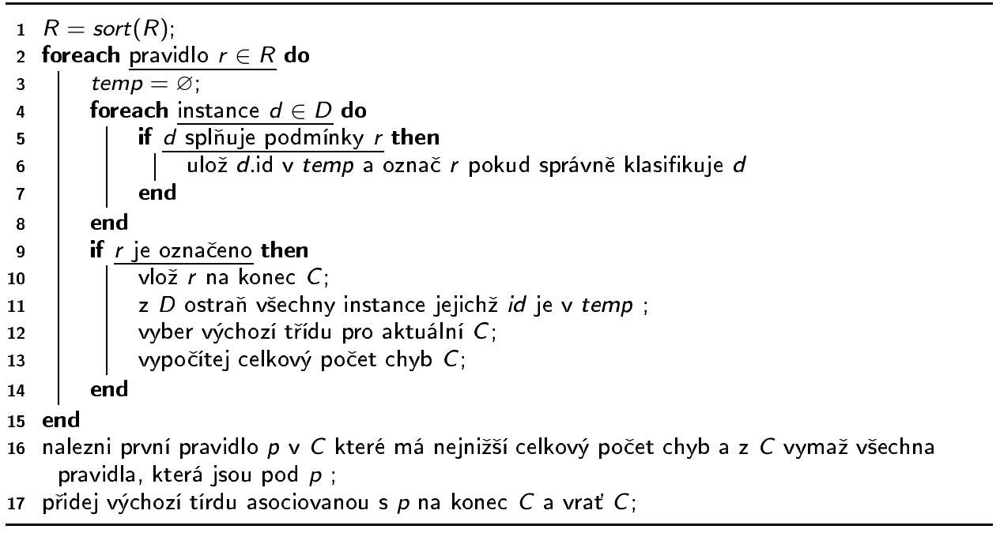 1 R = sort(R);
2 foreach pravidlo r ∈ R do
3 temp = ∅;
4 foreach instance d ∈ D do
5 if d splňuje podmínky r then
6 ulož d.id v temp a označ r pokud správně klasifikuje d
7 end
8 end
9 if r je označeno then
10 vlož r na konec C;
11 z D ostraň všechny instance jejichž id je v temp ;
12 vyber výchozí třídu pro aktuální C;
13 vypočítej celkový počet chyb C;
14 end
15 end
16 nalezni první pravidlo p v C které má nejnižší celkový počet chyb a z C vymaž všechna
pravidla, která jsou pod p ;
17 přidej výchozí tírdu asociovanou s p na konec C a vrať C;